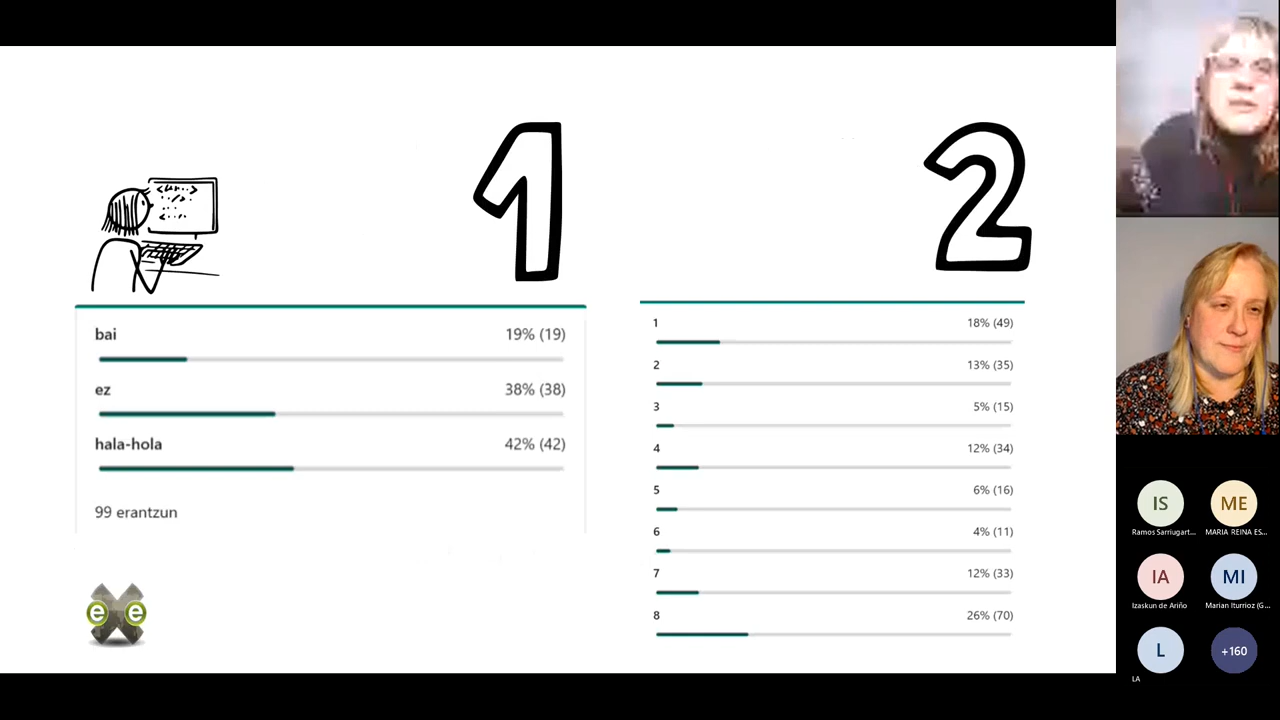 1
2
bai 19% (19)
ez 38% (38)
hala-hola 42% (42)
99 erantzun
1 18% (49)
2 13% (35)
3 5% (15)
4 12% (34)
5 6% (16)
6 4% (11)
7 12% (33)
8 26% (70)
eXe
IS ME
Ramos Sarriugart... MARIA REINA ES...
IA MI
Izaskun de Ariño Marian Iturrioz (G...
L +160
LA